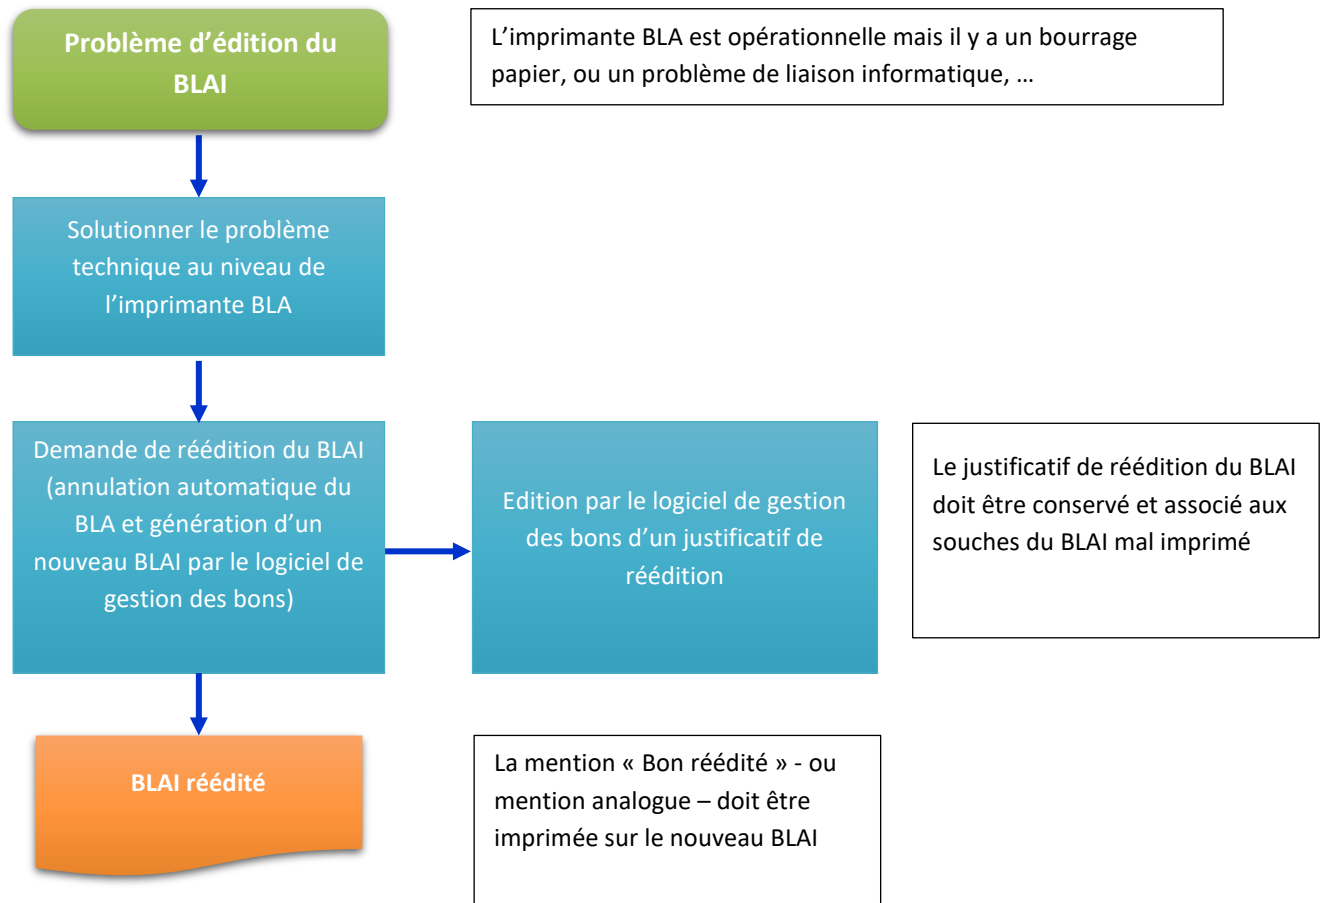 Problème d’édition du
BLAI
L’imprimante BLA est opérationnelle mais il y a un bourrage
papier, ou un problème de liaison informatique, …
Solutionner le problème
technique au niveau de
l’imprimante BLA
Demande de réédition du BLAI
(annulation automatique du
BLA et génération d’un
nouveau BLAI par le logiciel de
gestion des bons)
Edition par le logiciel de gestion
des bons d’un justificatif de
réédition
Le justificatif de réédition du BLAI
doit être conservé et associé aux
souches du BLAI mal imprimé
BLAI réédité
La mention « Bon réédité » - ou
mention analogue – doit être
imprimée sur le nouveau BLAI